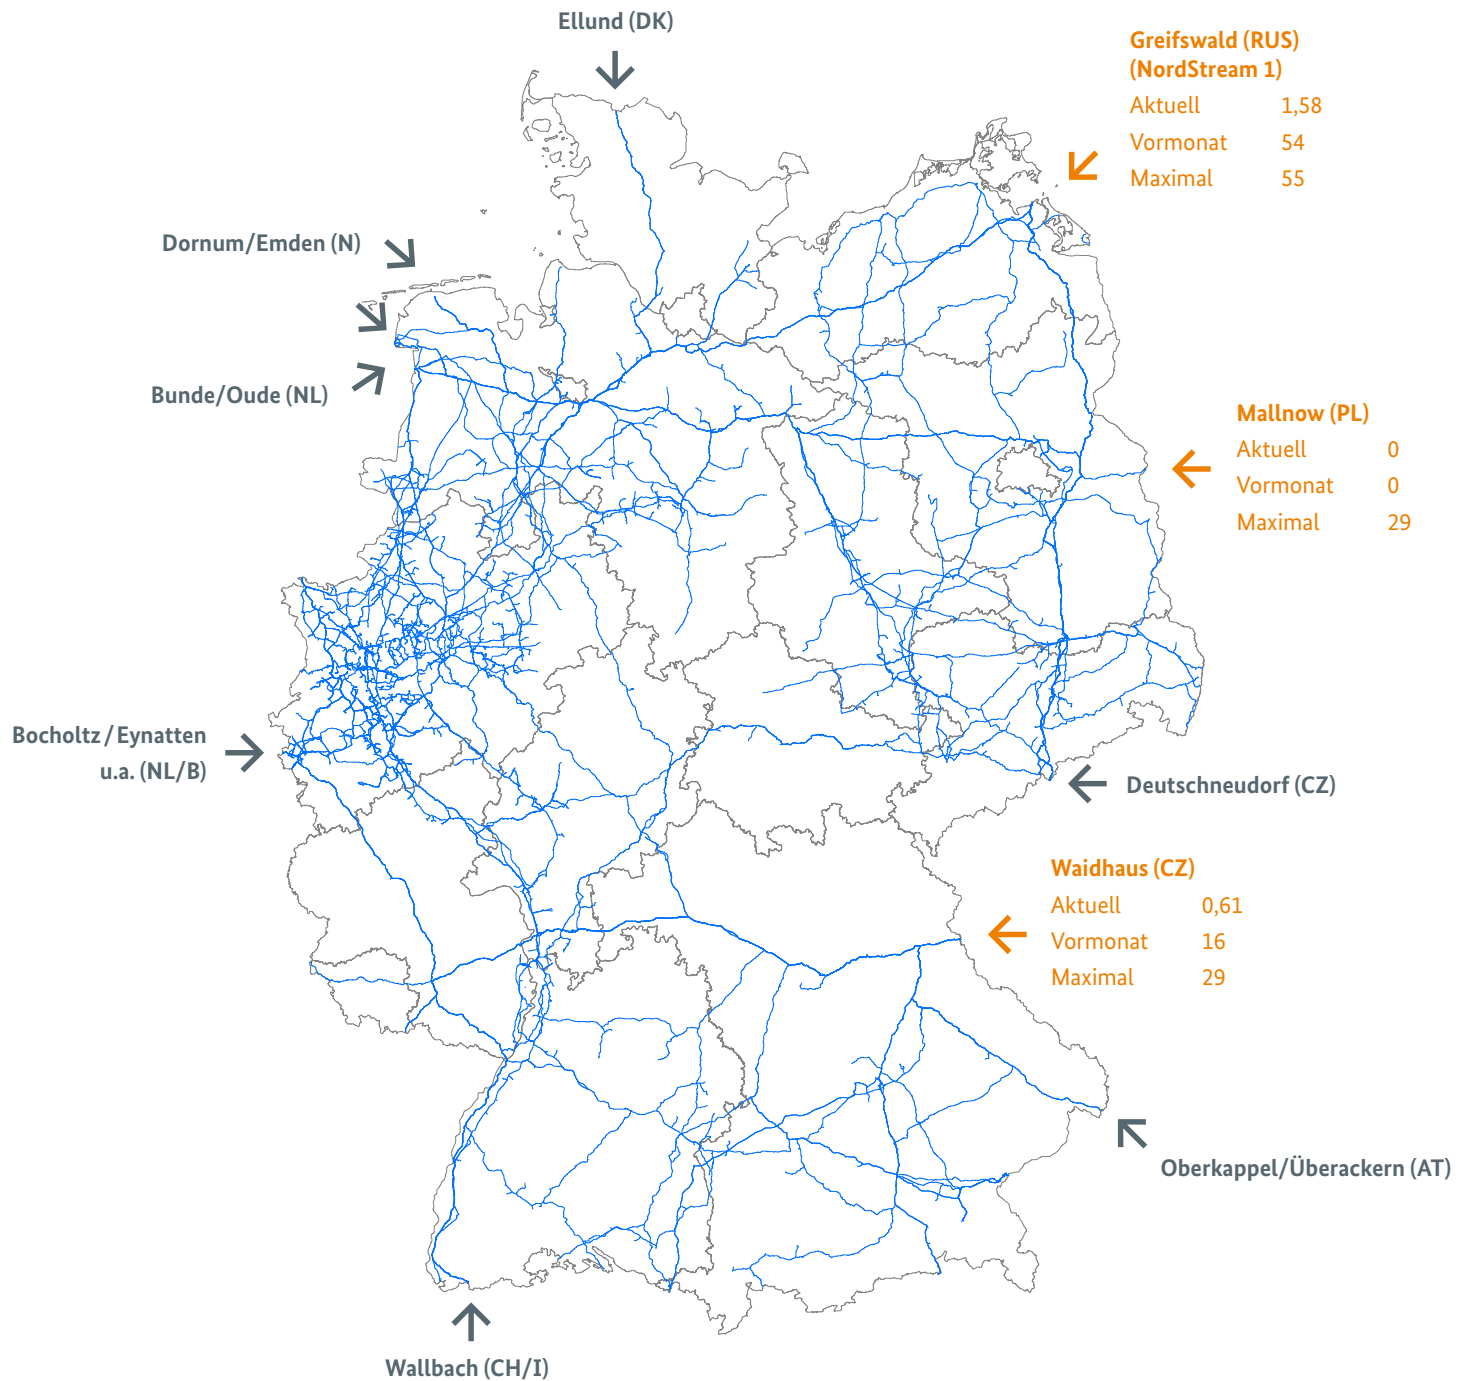 Ellund (DK)
Greifswald (RUS)
(NordStream 1)
Aktuell 1,58
Vormonat 54
Maximal 55
Dornum/Emden (N)
Bunde/Oude (NL)
Mallnow (PL)
Aktuell 0
Vormonat 0
Maximal 29
Bocholtz / Eynatten
u.a. (NL/B)
Deutschneudorf (CZ)
Waidhaus (CZ)
Aktuell 0,61
Vormonat 16
Maximal 29
Oberkappel/Überackern (AT)
Wallbach (CH/I)